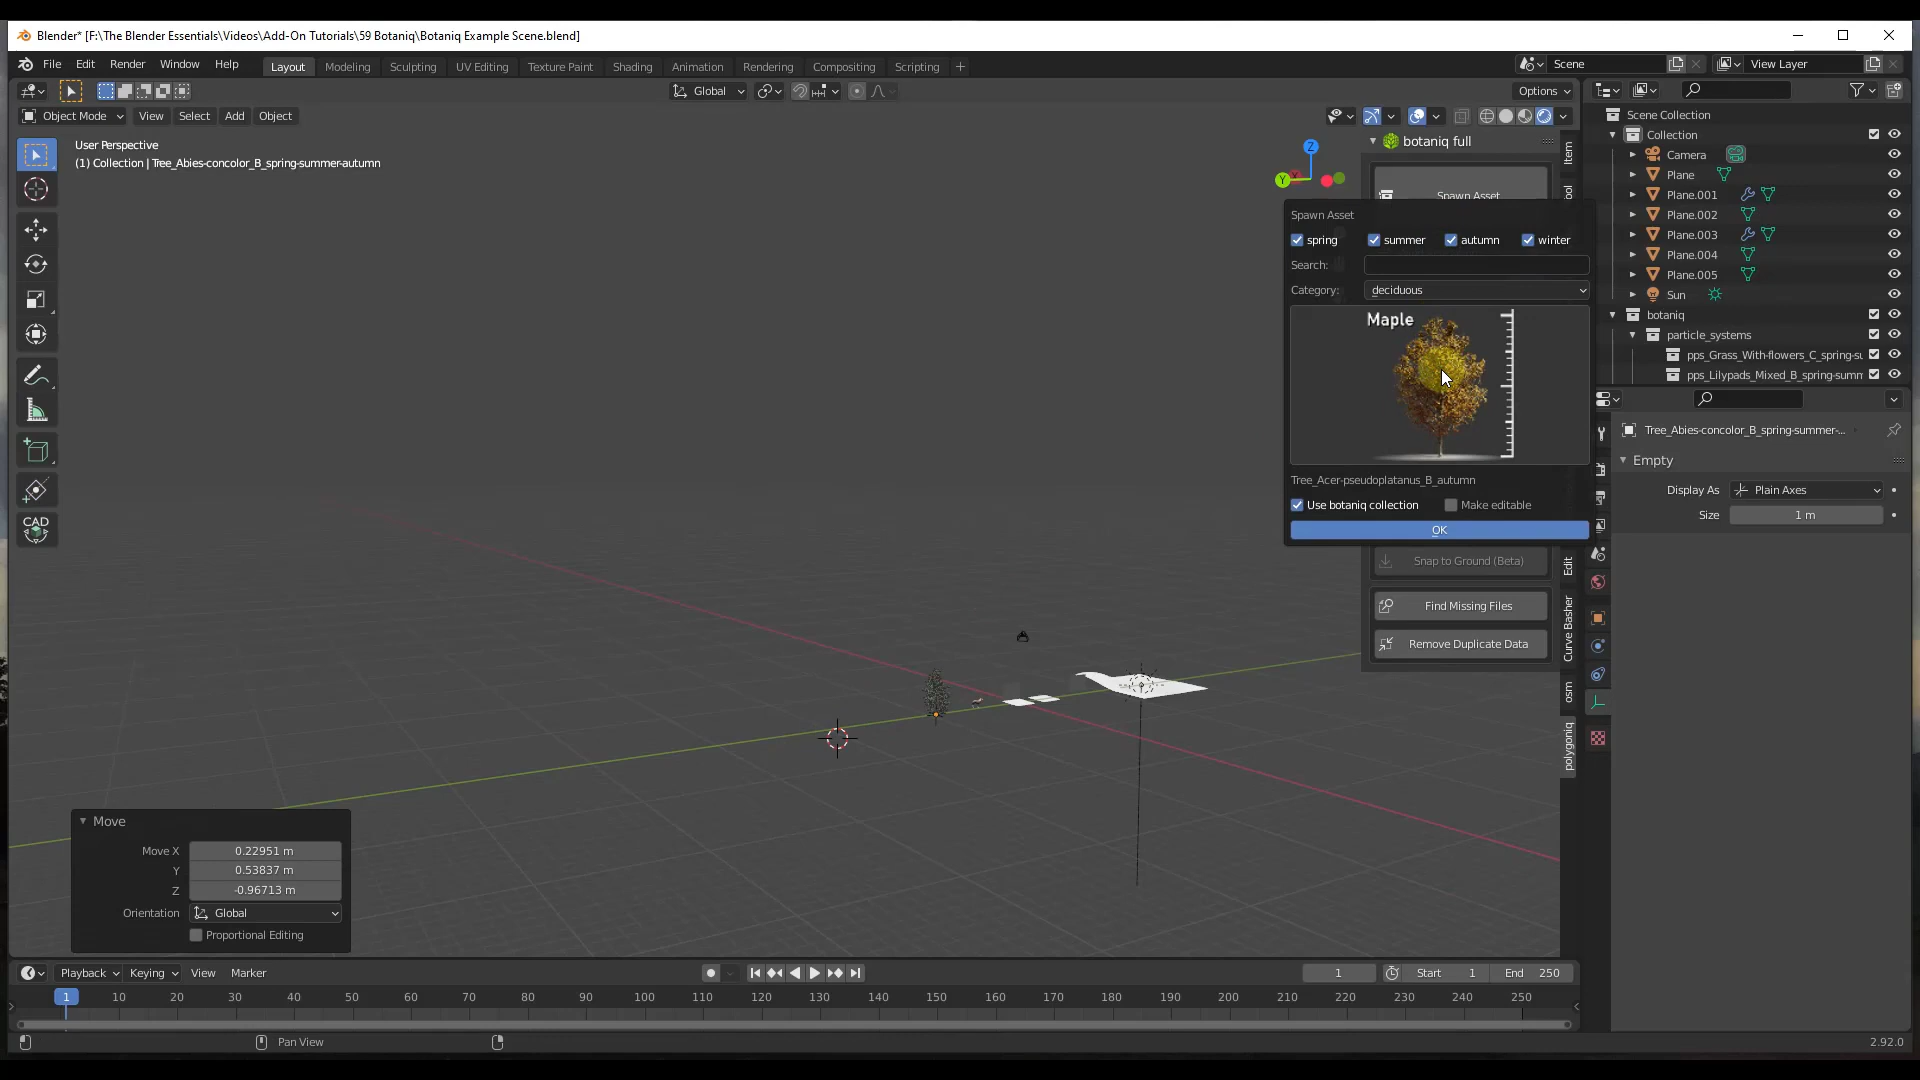 Blender* [F:\The Blender Essentials\Videos\Add-On Tutorials\59 Botaniq\Botaniq Example Scene.blend]
File Edit Render Window Help Layout Modeling Sculpting UV Editing Texture Paint Shading Animation Rendering Compositing Scripting + Scene View Layer
Global Options
Object Mode View Select Add Object
User Perspective
(1) Collection | Tree_Abies-concolor_B_spring-summer-autumn
Z
Y
botaniq full
Spawn Asset
Item
Spawn Asset
spring summer autumn winter
Search:
Category: deciduous
Maple
Tree_Acer-pseudoplatanus_B_autumn
Use botaniq collection Make editable
OK
Snap to Ground (Beta)
Find Missing Files
Remove Duplicate Data
Edit
Curve Basher
osm
polygoniq
CAD
Scene Collection
Collection
Camera
Plane
Plane.001
Plane.002
Plane.003
Plane.004
Plane.005
Sun
botaniq
particle_systems
pps_Grass_With-flowers_C_spring-su
pps_Lilypads_Mixed_B_spring-summ
Tree_Abies-concolor_B_spring-summer-...
Empty
Display As Plain Axes
Size 1 m
Move
Move X 0.22951 m
Y 0.53837 m
Z -0.96713 m
Orientation Global
Proportional Editing
Playback Keying View Marker 1 Start 1 End 250
1 10 20 30 40 50 60 70 80 90 100 110 120 130 140 150 160 170 180 190 200 210 220 230 240 250
Pan View 2.92.0